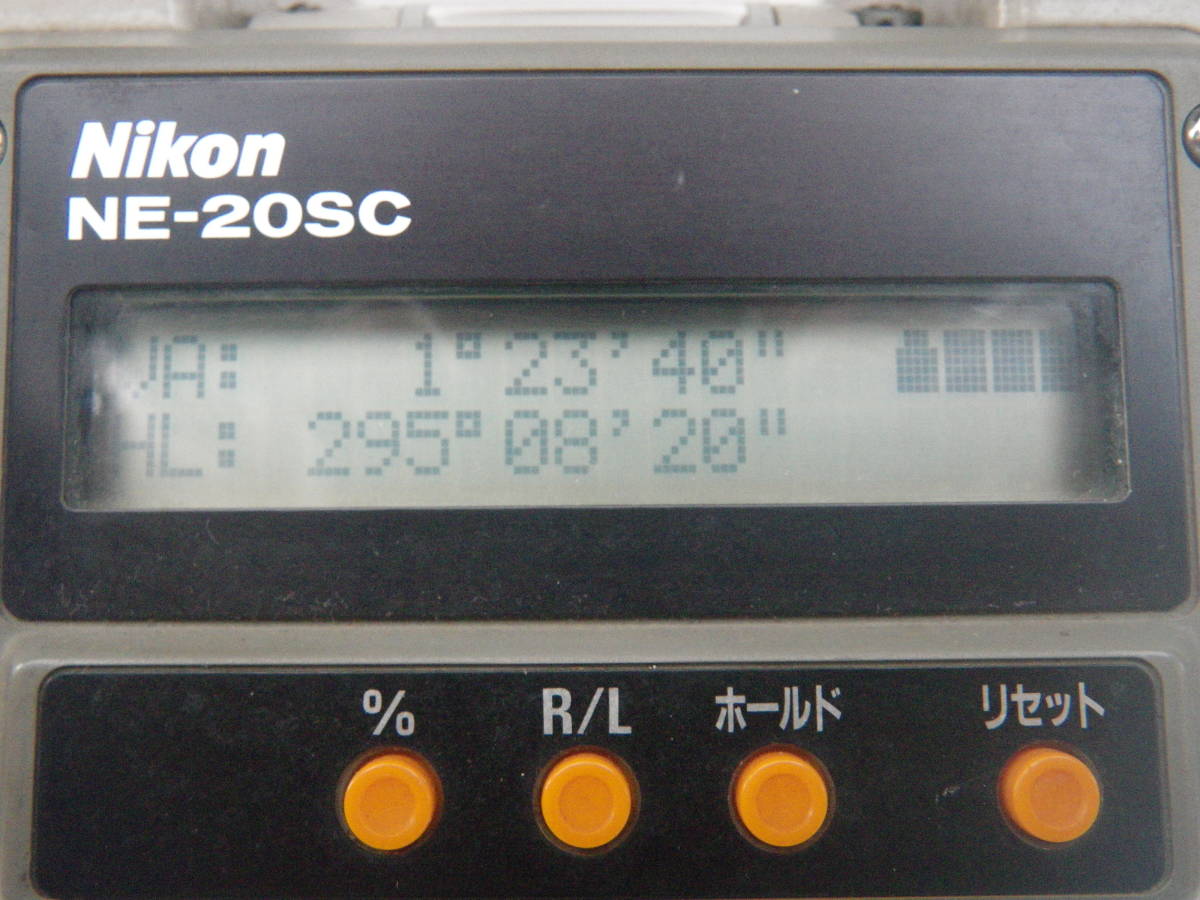 Nikon
NE-20SC
VA: 1°23'40"
HL: 295°08'20"
% R/L ホールド リセット